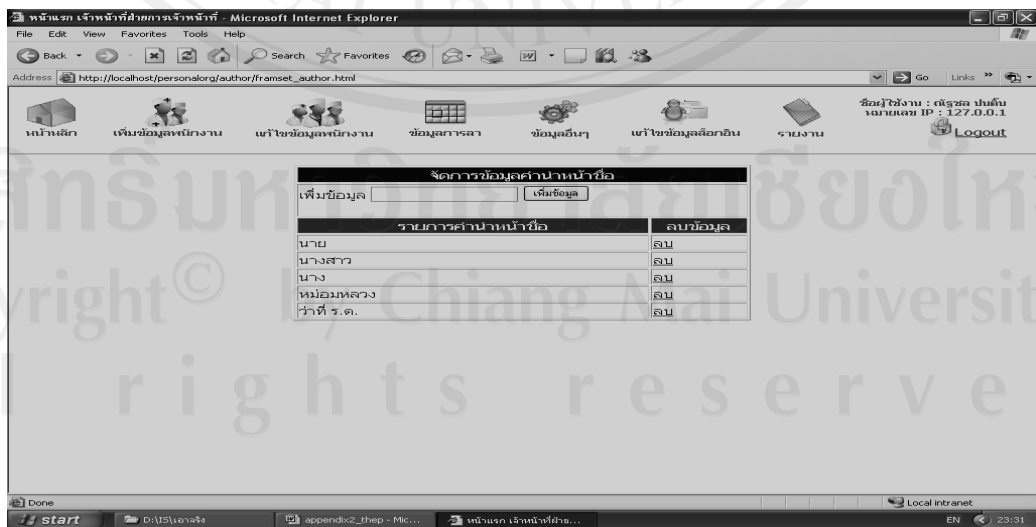 หน้าแรก เจ้าหน้าที่ฝ่ายการเจ้าหน้าที่ - Microsoft Internet Explorer
File Edit View Favorites Tools Help
Back Search Favorites
Address http://localhost/personalorg/author/framset_author.html Go Links
หน้าหลัก เพิ่มข้อมูลพนักงาน แก้ไขข้อมูลพนักงาน ข้อมูลการลา ข้อมูลอื่นๆ แก้ไขข้อมูลล็อกอิน รายงาน
ชื่อผู้ใช้งาน : ณัฐชล ปนคืน
หมายเลข IP : 127.0.0.1
Logout
จัดการข้อมูลคำนำหน้าชื่อ
เพิ่มข้อมูล เพิ่มข้อมูล
รายการคำนำหน้าชื่อ ลบข้อมูล
นาย ลบ
นางสาว ลบ
นาง ลบ
หม่อมหลวง ลบ
ว่าที่ ร.ต. ลบ
สิทธิ์มหาวิทยาลัยเชียงให
yright© by Chiang Mai Universit
l rights reserve
Done Local intranet
start D:\IS\เอาจริง appendix2_thep - Mic... หน้าแรก เจ้าหน้าที่ฝ่าย... EN 23:31